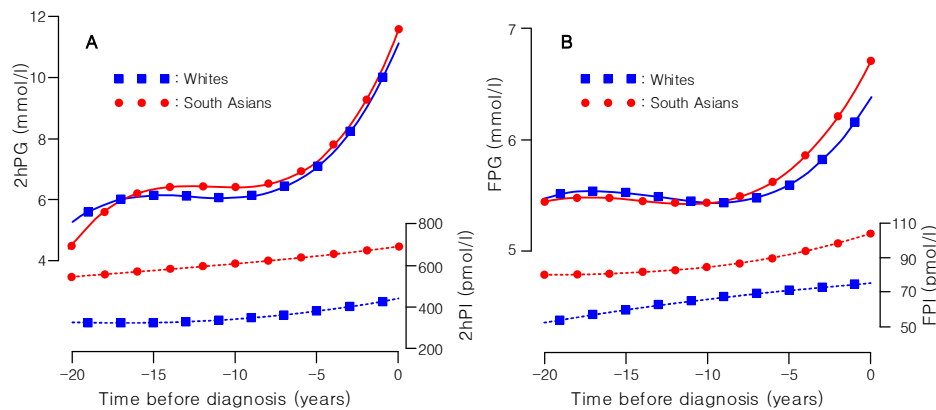 A
12
10
8
6
4
2hPG (mmol/l)
: Whites
: South Asians
800
600
400
200
2hPI (pmol/l)
−20
−15
−10
−5
0
Time before diagnosis (years)
B
7
6
5
FPG (mmol/l)
: Whites
: South Asians
110
90
70
50
FPI (pmol/l)
−20
−15
−10
−5
0
Time before diagnosis (years)